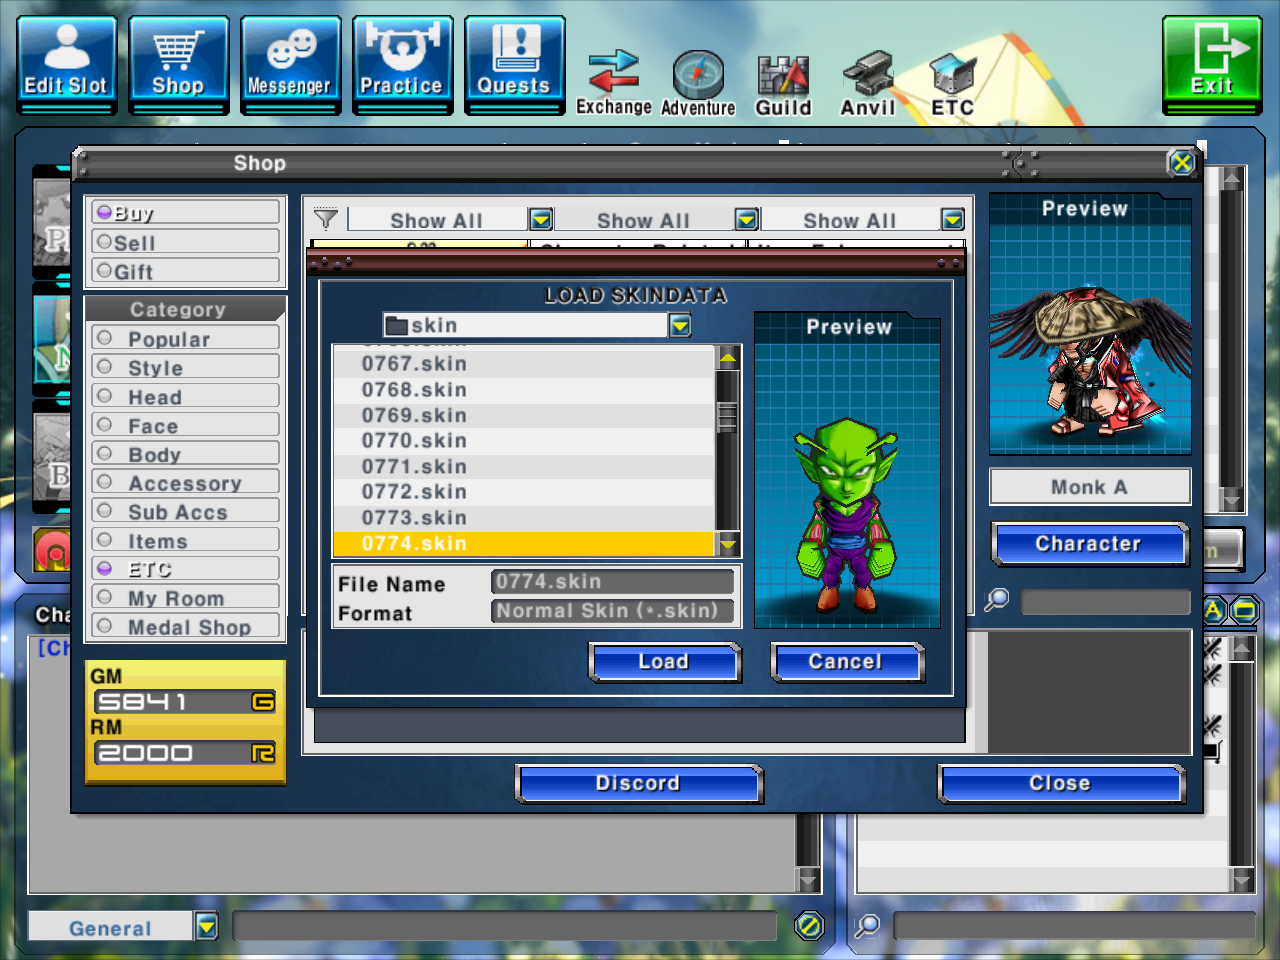 Edit Slot
Shop
Messenger
Practice
Quests
Exchange
Adventure
Guild
Anvil
ETC
Exit
Shop
Buy
Sell
Gift
Category
Popular
Style
Head
Face
Body
Accessory
Sub Accs
Items
ETC
My Room
Medal Shop
GM
5841 G
RM
2000 R
Show All
Show All
Show All
LOAD SKINDATA
skin
0767.skin
0768.skin
0769.skin
0770.skin
0771.skin
0772.skin
0773.skin
0774.skin
File Name
0774.skin
Format
Normal Skin (*.skin)
Preview
Load
Cancel
Preview
Monk A
Character
Discord
Close
Cha
[Ch
A
General